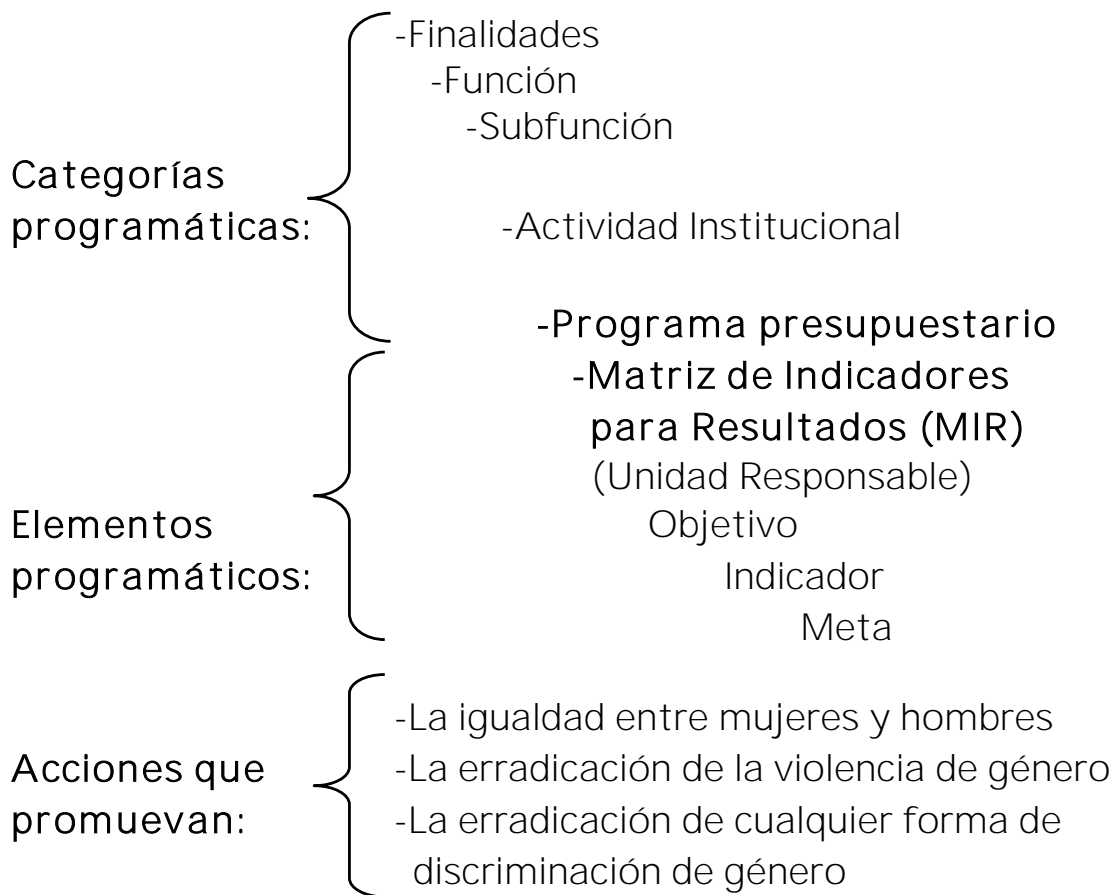 -Finalidades
-Función
-Subfunción
Categorías
programáticas:
-Actividad Institucional
-Programa presupuestario
-Matriz de Indicadores
para Resultados (MIR)
(Unidad Responsable)
Elementos
programáticos:
Objetivo
Indicador
Meta
Acciones que
promuevan:
-La igualdad entre mujeres y hombres
-La erradicación de la violencia de género
-La erradicación de cualquier forma de
discriminación de género